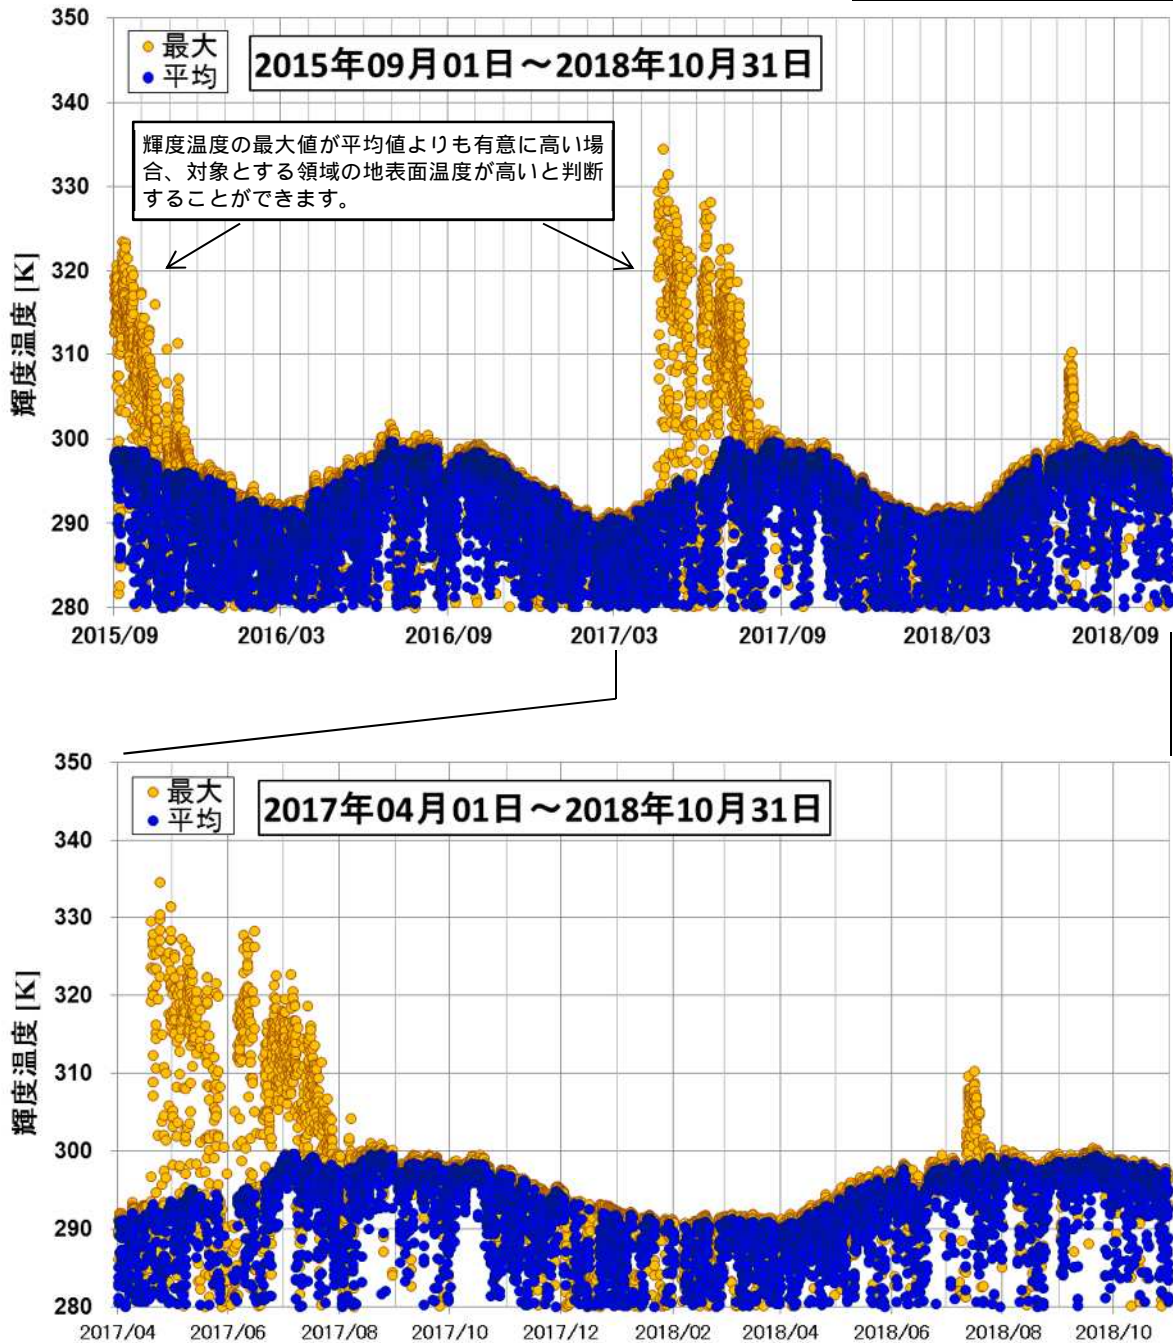 350
340
330
320
310
300
290
280
輝度温度 [K]
最大
平均
2015年09月01日～2018年10月31日
輝度温度の最大値が平均値よりも有意に高い場
合、対象とする領域の地表面温度が高いと判断
することができます。
2015/09 2016/03 2016/09 2017/03 2017/09 2018/03 2018/09
350
340
330
320
310
300
290
280
輝度温度 [K]
最大
平均
2017年04月01日～2018年10月31日
2017/04 2017/06 2017/08 2017/10 2017/12 2018/02 2018/04 2018/06 2018/08 2018/10